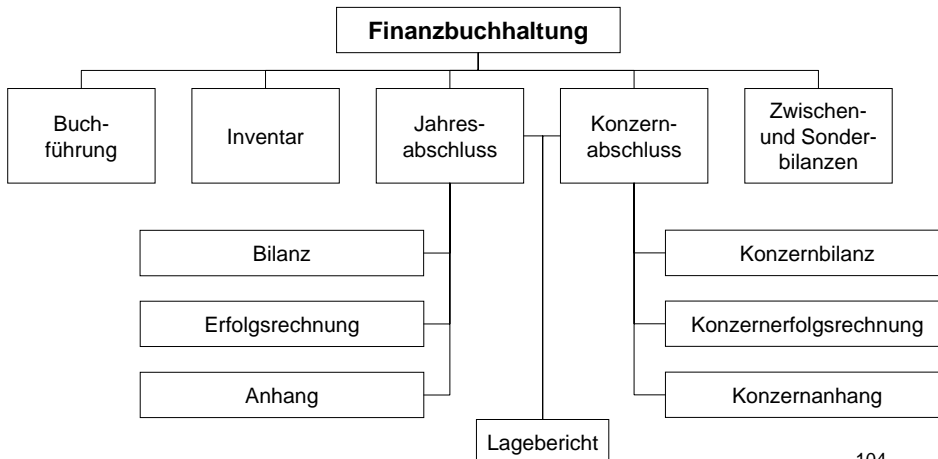 Finanzbuchhaltung
Buch-
führung
Inventar
Jahres-
abschluss
Konzern-
abschluss
Zwischen-
und Sonder-
bilanzen
Bilanz
Konzernbilanz
Erfolgsrechnung
Konzernerfolgsrechnung
Anhang
Konzernanhang
Lagebericht
104